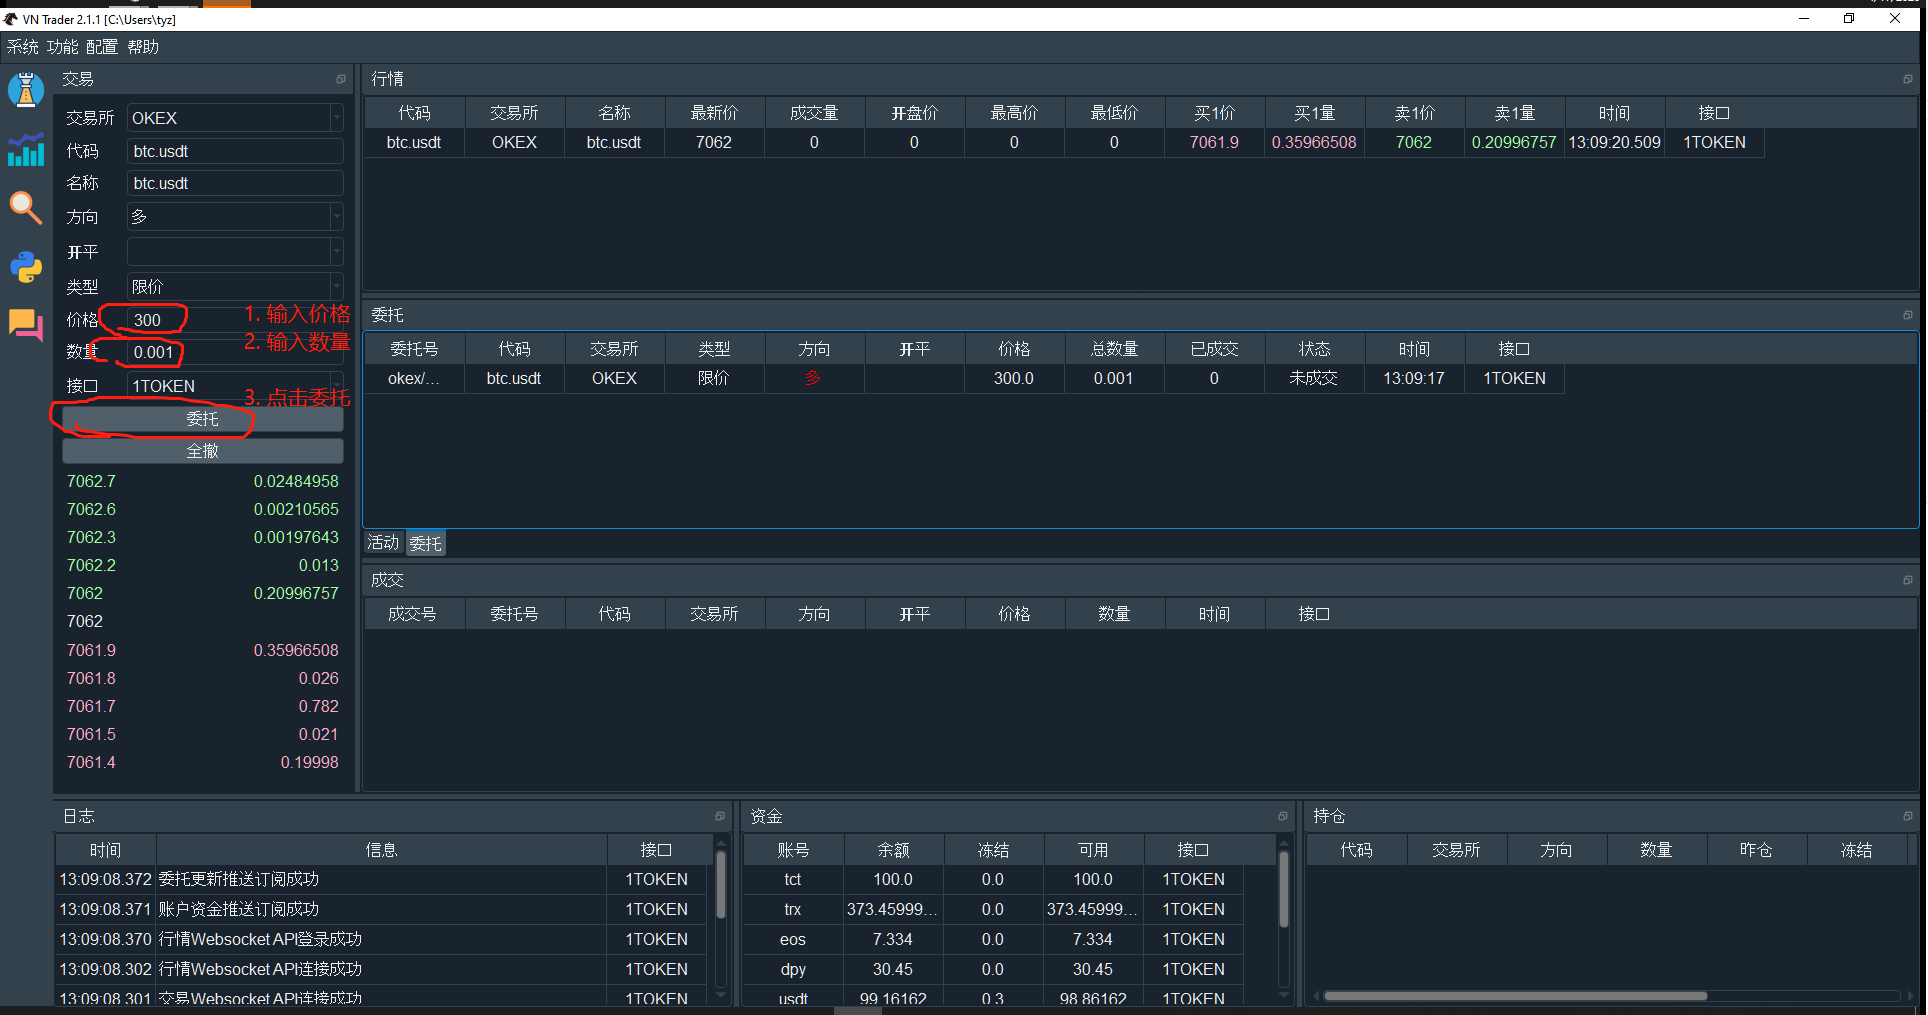 VN Trader 2.1.1 [C:\Users\tyz]
系统 功能 配置 帮助
交易
交易所 OKEX
代码 btc.usdt
名称 btc.usdt
方向 多
开平
类型 限价
价格 300 1. 输入价格
数量 0.001 2. 输入数量
接口 1TOKEN
3. 点击委托
委托
全撤
7062.7 0.02484958
7062.6 0.00210565
7062.3 0.00197643
7062.2 0.013
7062 0.20996757
7062
7061.9 0.35966508
7061.8 0.026
7061.7 0.782
7061.5 0.021
7061.4 0.19998
行情
代码 交易所 名称 最新价 成交量 开盘价 最高价 最低价 买1价 买1量 卖1价 卖1量 时间 接口
btc.usdt OKEX btc.usdt 7062 0 0 0 0 7061.9 0.35966508 7062 0.20996757 13:09:20.509 1TOKEN
委托
委托号 代码 交易所 类型 方向 开平 价格 总数量 已成交 状态 时间 接口
okex/... btc.usdt OKEX 限价 多 300.0 0.001 0 未成交 13:09:17 1TOKEN
活动 委托
成交
成交号 委托号 代码 交易所 方向 开平 价格 数量 时间 接口
日志
时间 信息 接口
13:09:08.372 委托更新推送订阅成功 1TOKEN
13:09:08.371 账户资金推送订阅成功 1TOKEN
13:09:08.370 行情Websocket API登录成功 1TOKEN
13:09:08.302 行情Websocket API连接成功 1TOKEN
13:09:08.301 交易Websocket API连接成功 1TOKEN
资金
账号 余额 冻结 可用 接口
tct 100.0 0.0 100.0 1TOKEN
trx 373.45999... 0.0 373.45999... 1TOKEN
eos 7.334 0.0 7.334 1TOKEN
dpy 30.45 0.0 30.45 1TOKEN
usdt 99.16162 0.3 98.86162 1TOKEN
持仓
代码 交易所 方向 数量 昨仓 冻结